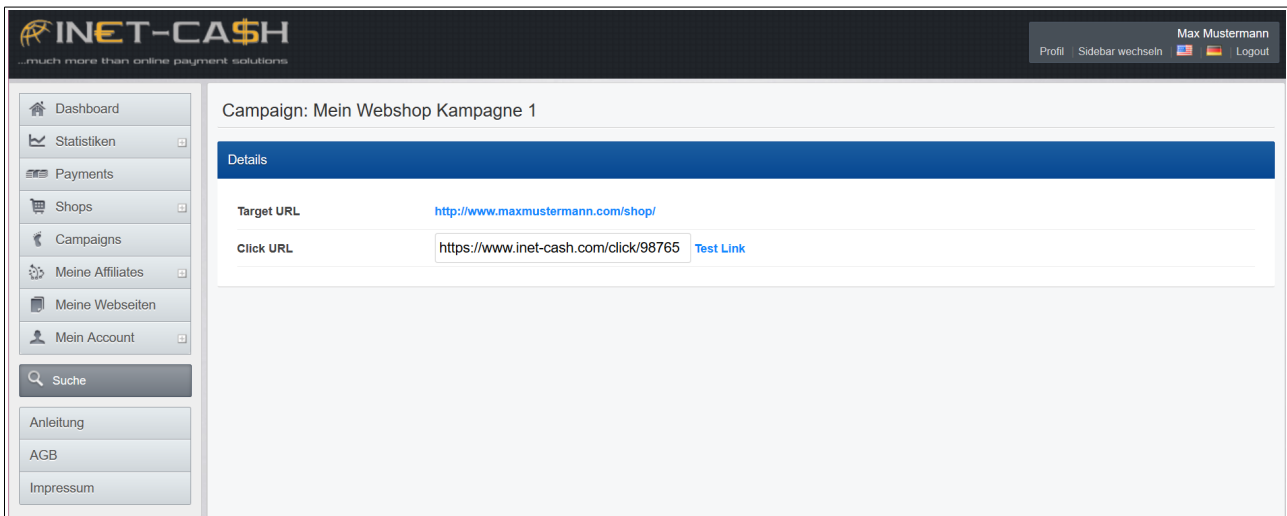 INET-CA$H
...much more than online payment solutions
Max Mustermann
Profil | Sidebar wechseln | | | Logout
Dashboard
Statistiken
Payments
Shops
Campaigns
Meine Affiliates
Meine Webseiten
Mein Account
Suche
Anleitung
AGB
Impressum
Campaign: Mein Webshop Kampagne 1
Details
Target URL http://www.maxmustermann.com/shop/
Click URL https://www.inet-cash.com/click/98765 Test Link